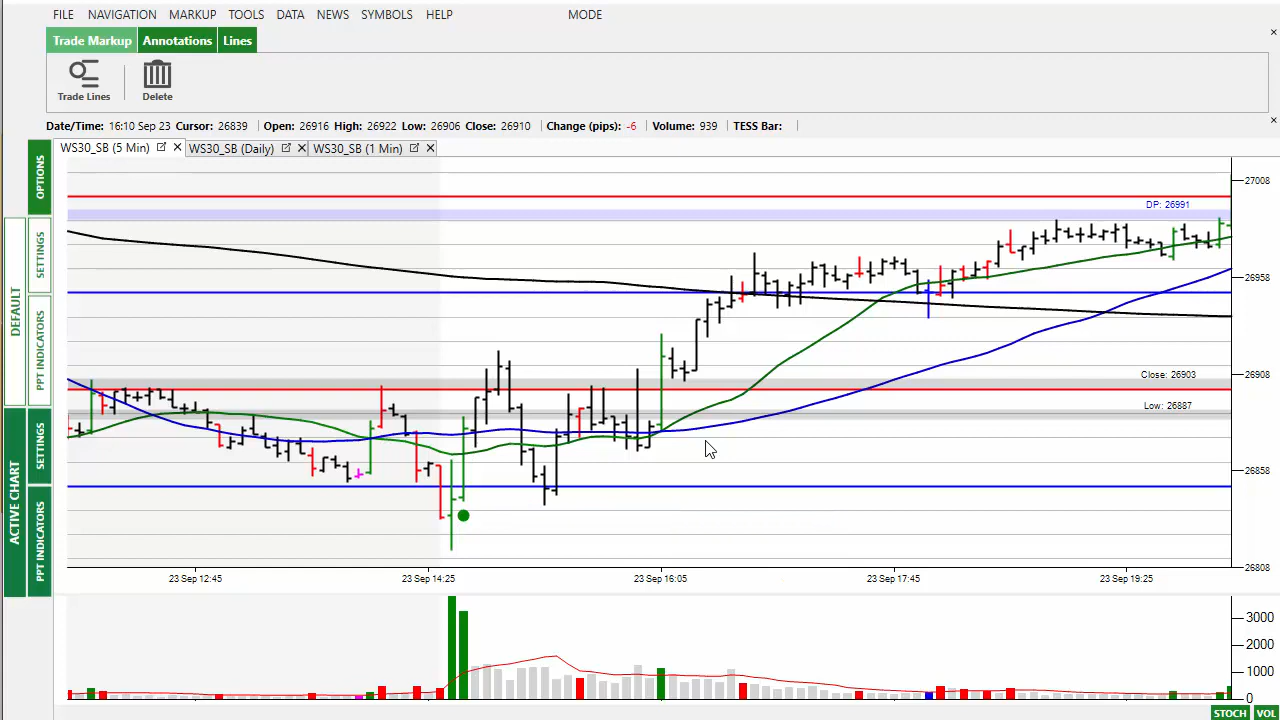 FILE NAVIGATION MARKUP TOOLS DATA NEWS SYMBOLS HELP MODE
Trade Markup Annotations Lines
Trade Lines Delete
Date/Time: 16:10 Sep 23 Cursor: 26839 Open: 26916 High: 26922 Low: 26906 Close: 26910 Change (pips): -6 Volume: 939 TESS Bar:
WS30_SB (5 Min) WS30_SB (Daily) WS30_SB (1 Min)
OPTIONS
DEFAULT
SETTINGS
PPT INDICATORS
ACTIVE CHART
SETTINGS
PPT INDICATORS
27008
DP: 26991
26958
Close: 26903
26908
Low: 26887
26858
26808
23 Sep 12:45 23 Sep 14:25 23 Sep 16:05 23 Sep 17:45 23 Sep 19:25
3000
2000
1000
0
STOCH VOL